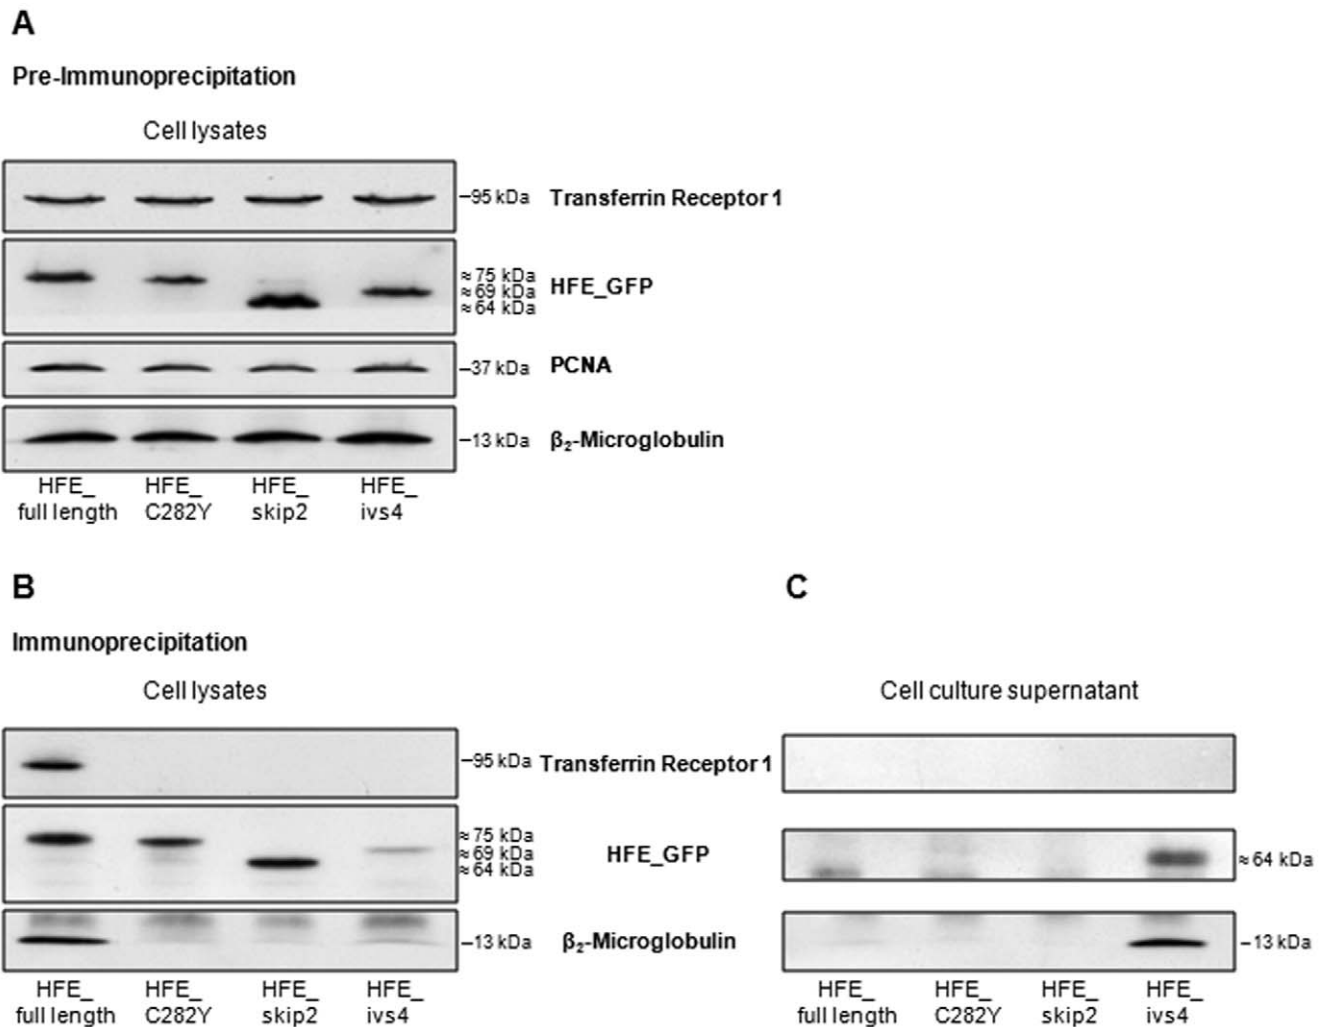 A
Pre-Immunoprecipitation
Cell lysates
–95 kDa Transferrin Receptor 1
≈ 75 kDa
≈ 69 kDa HFE_GFP
≈ 64 kDa
–37 kDa PCNA
–13 kDa β₂-Microglobulin
HFE_ HFE_ HFE_ HFE_
full length C282Y skip2 ivs4
B C
Immunoprecipitation
Cell lysates Cell culture supernatant
–95 kDa Transferrin Receptor 1
≈ 75 kDa
≈ 69 kDa HFE_GFP ≈ 64 kDa
≈ 64 kDa
–13 kDa β₂-Microglobulin –13 kDa
HFE_ HFE_ HFE_ HFE_ HFE_ HFE_ HFE_ HFE_
full length C282Y skip2 ivs4 full length C282Y skip2 ivs4